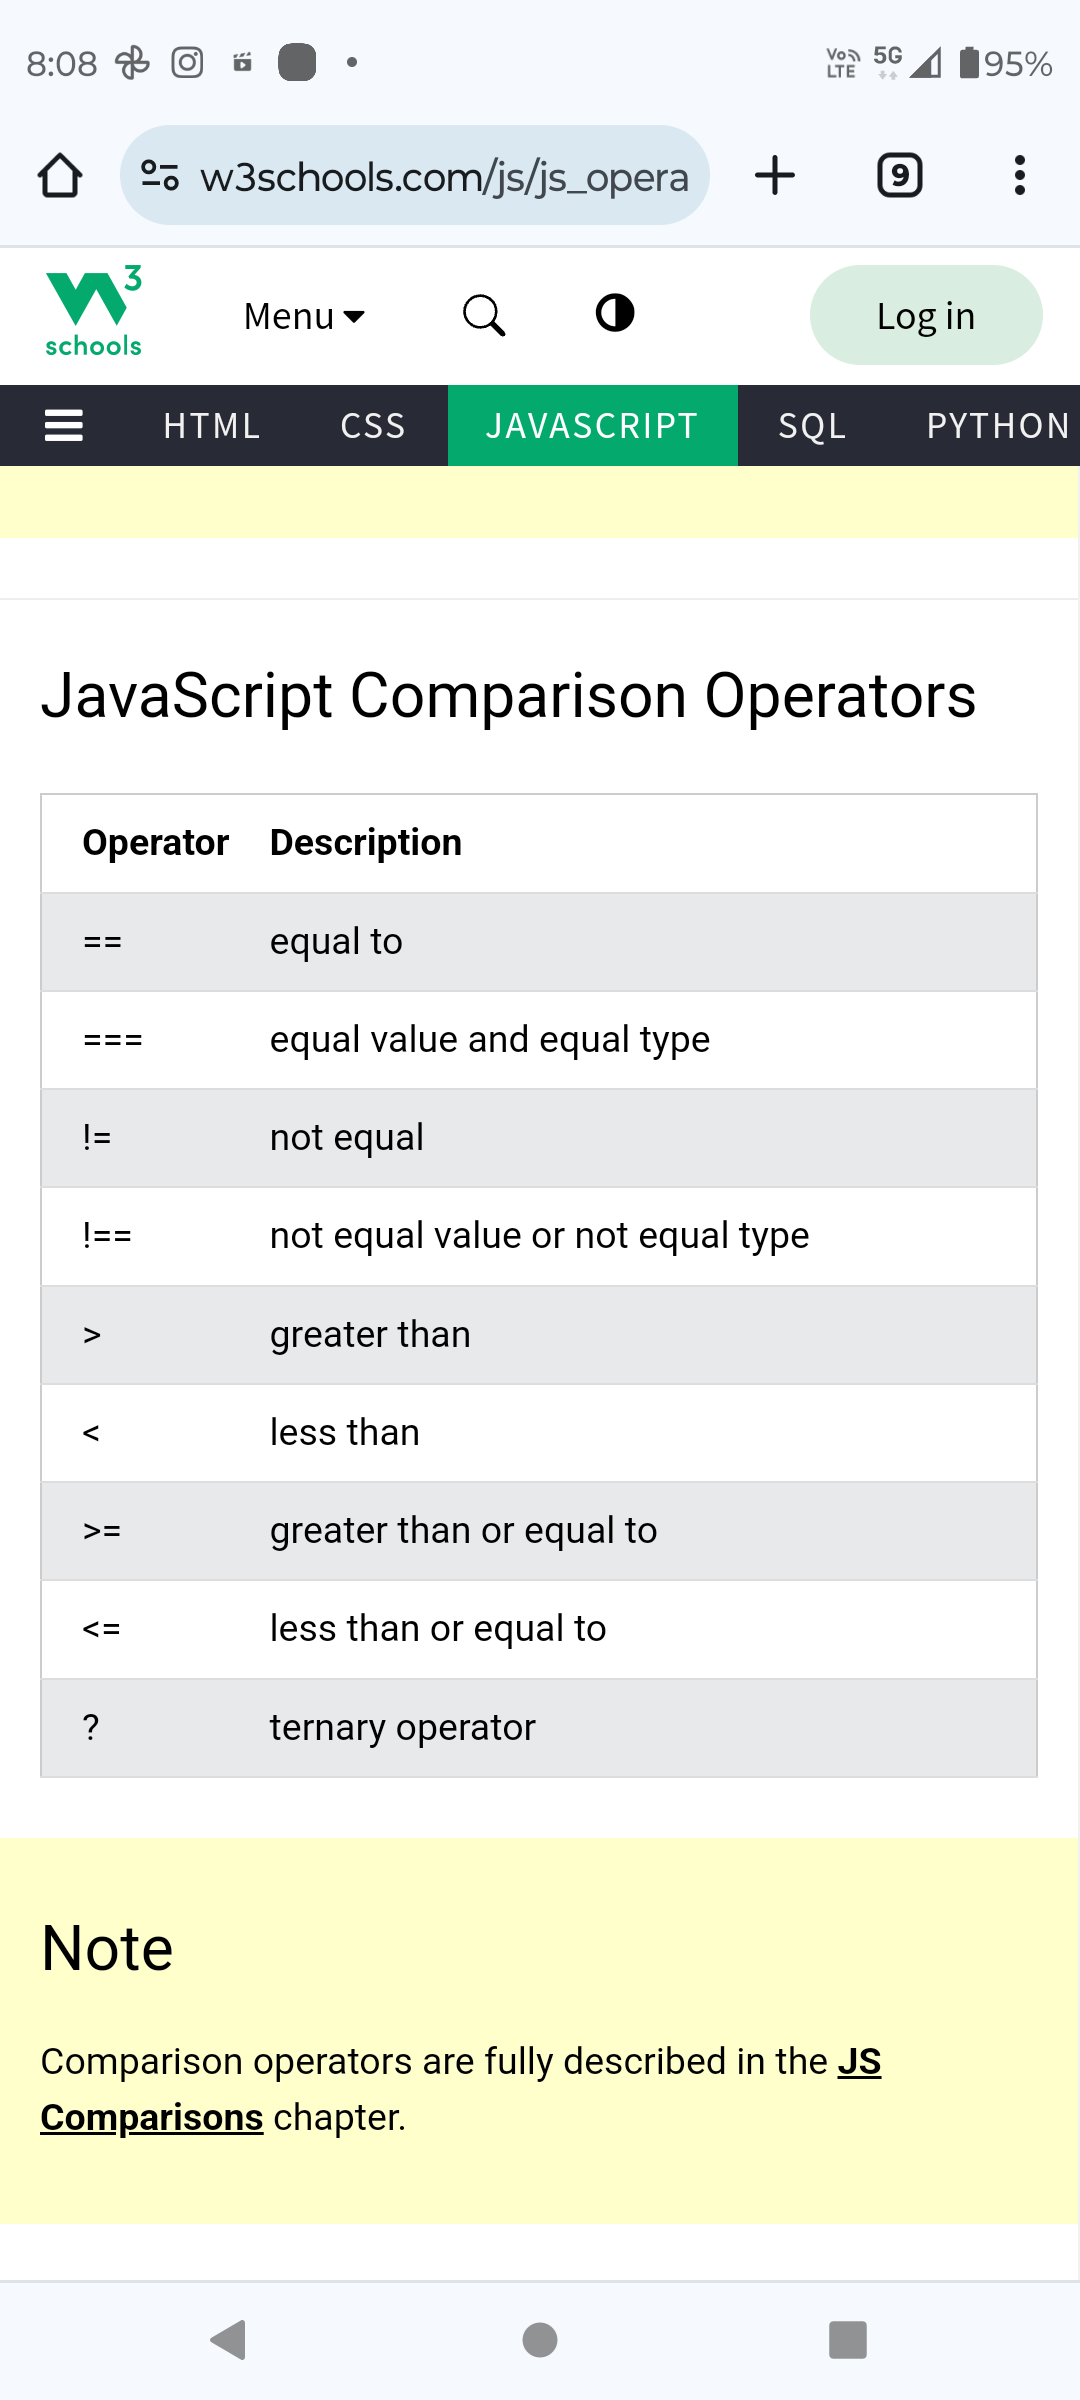 8:08 Vo LTE 5G 95%
w3schools.com/js/js_opera 9
W3 schools Menu Log in
HTML CSS JAVASCRIPT SQL PYTHON
JavaScript Comparison Operators
Operator Description
== equal to
=== equal value and equal type
!= not equal
!== not equal value or not equal type
> greater than
< less than
>= greater than or equal to
<= less than or equal to
? ternary operator
Note
Comparison operators are fully described in the JS
Comparisons chapter.